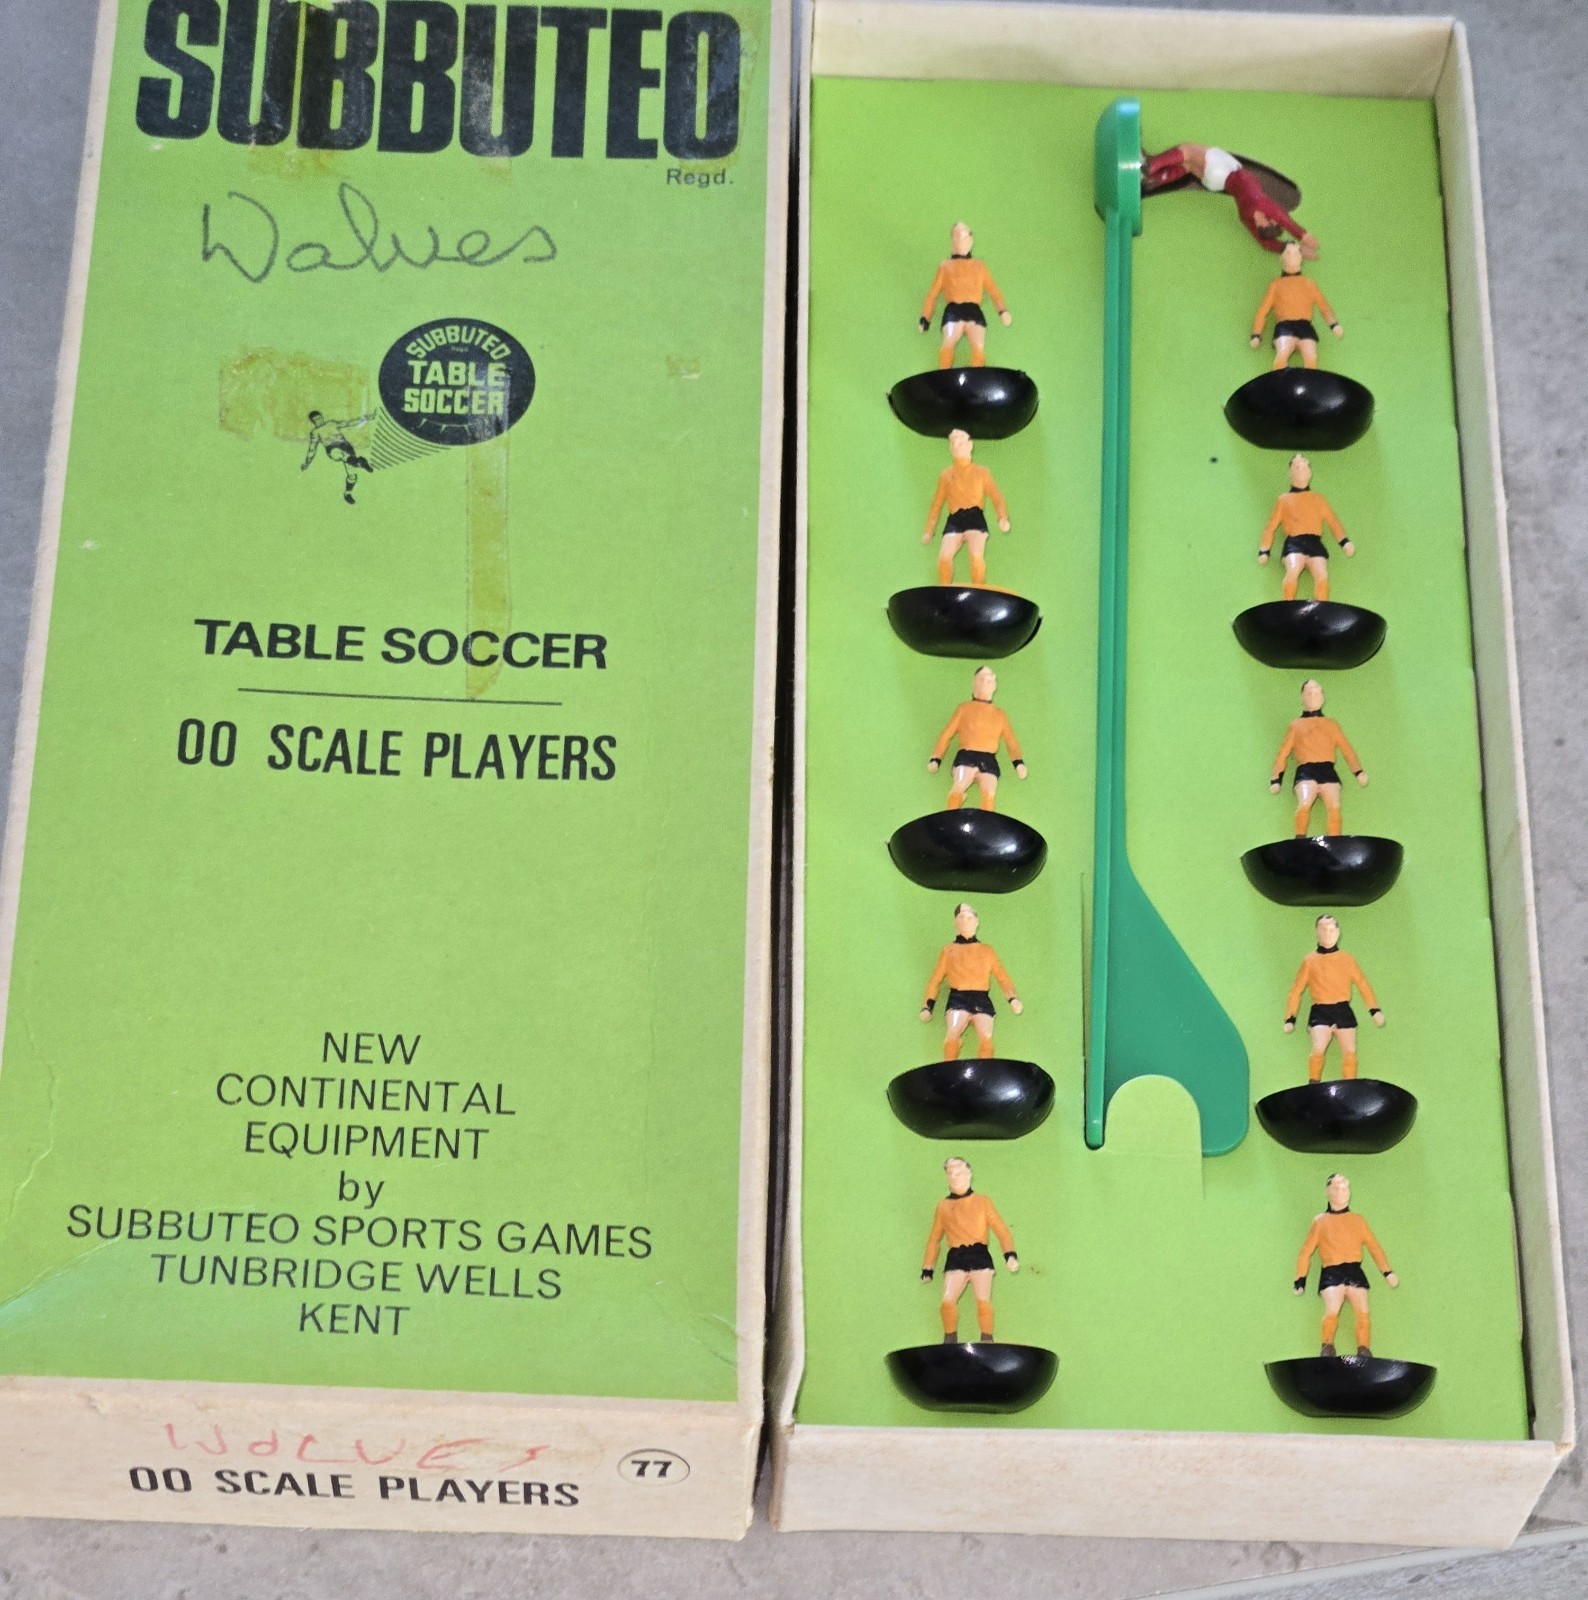 SUBBUTEO
Regd.
Wolves
SUBBUTEO
Regd
TABLE
SOCCER
TABLE SOCCER
00 SCALE PLAYERS
NEW
CONTINENTAL
EQUIPMENT
by
SUBBUTEO SPORTS GAMES
TUNBRIDGE WELLS
KENT
WOLVES
00 SCALE PLAYERS 77